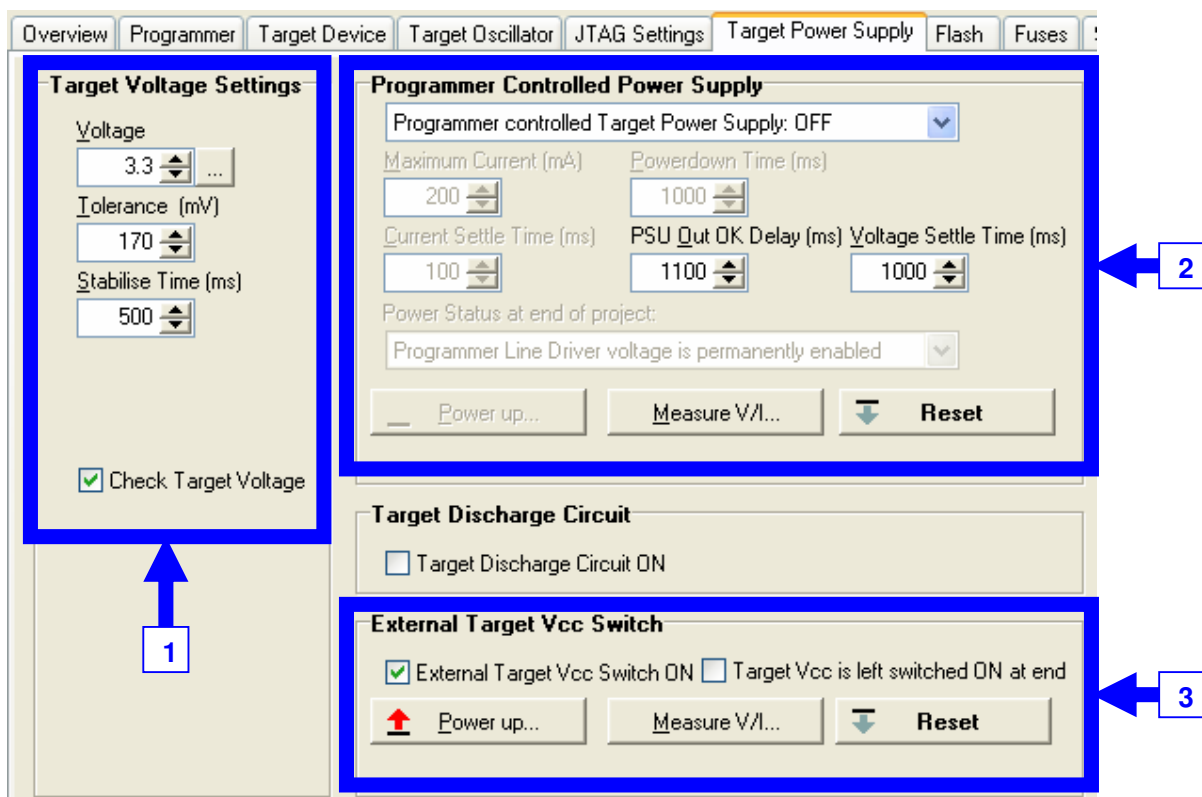 Overview Programmer Target Device Target Oscillator JTAG Settings Target Power Supply Flash Fuses
Target Voltage Settings
Voltage
3.3 ...
Tolerance (mV)
170
Stabilise Time (ms)
500
Check Target Voltage
1
Programmer Controlled Power Supply
Programmer controlled Target Power Supply: OFF
Maximum Current (mA) Powerdown Time (ms)
200 1000
Current Settle Time (ms) PSU Out OK Delay (ms) Voltage Settle Time (ms)
100 1100 1000
Power Status at end of project:
Programmer Line Driver voltage is permanently enabled
Power up... Measure V/I... Reset
2
Target Discharge Circuit
Target Discharge Circuit ON
External Target Vcc Switch
External Target Vcc Switch ON Target Vcc is left switched ON at end
Power up... Measure V/I... Reset
3